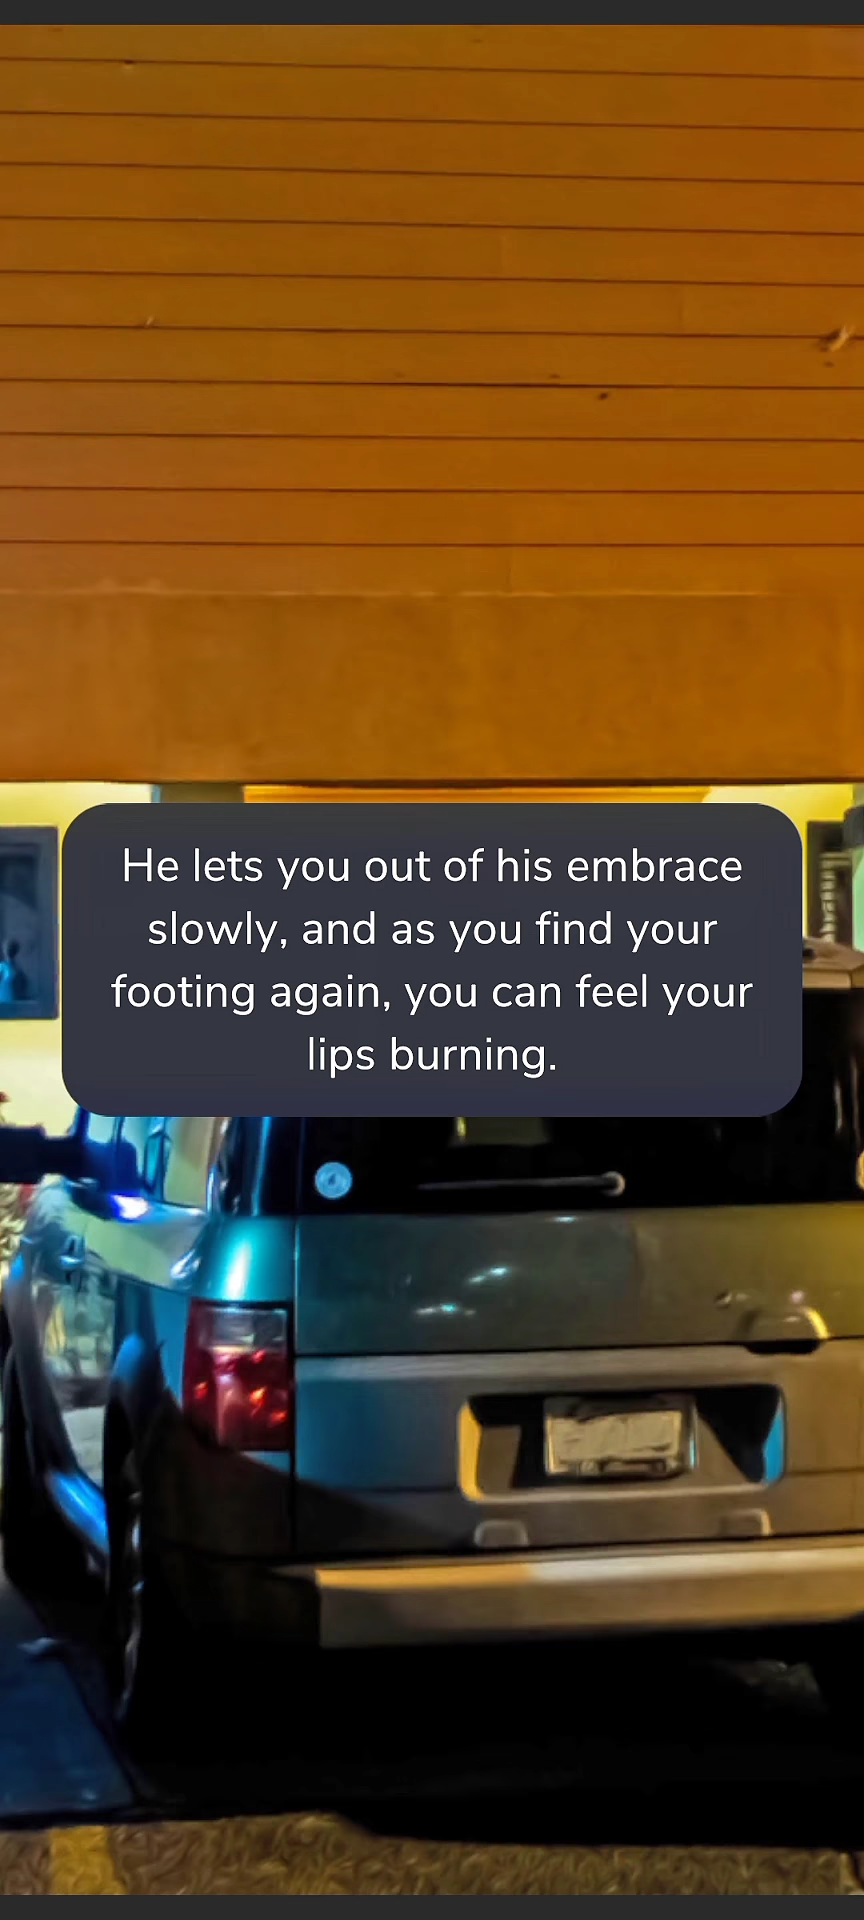 He lets you out of his embrace
slowly, and as you find your
footing again, you can feel your
lips burning.